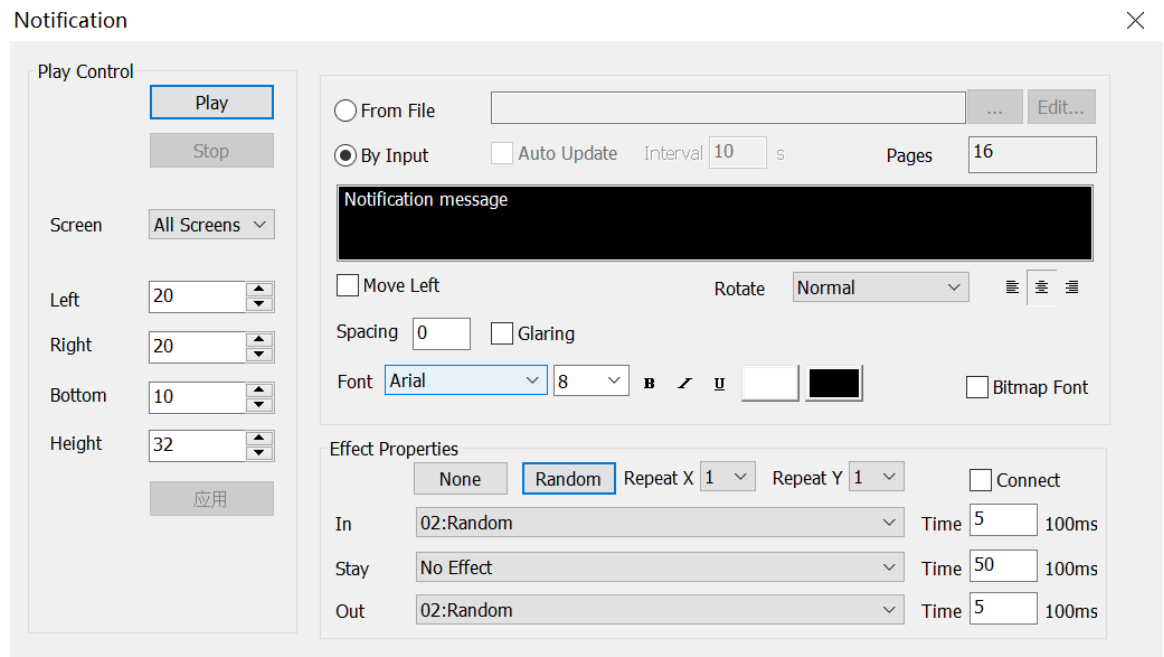 Notification
Play Control
Play
Stop
Screen All Screens
Left 20
Right 20
Bottom 10
Height 32
应用
From File ... Edit...
By Input Auto Update Interval 10 s Pages 16
Notification message
Move Left Rotate Normal
Spacing 0 Glaring
Font Arial 8 B I U Bitmap Font
Effect Properties
None Random Repeat X 1 Repeat Y 1 Connect
In 02:Random Time 5 100ms
Stay No Effect Time 50 100ms
Out 02:Random Time 5 100ms